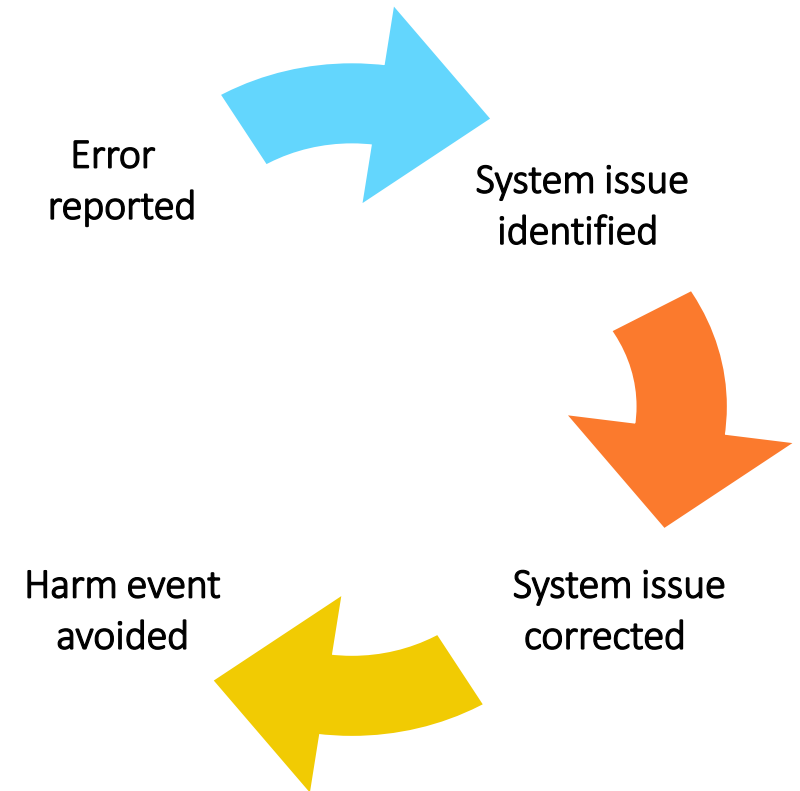 Error
reported
System issue
identified
System issue
corrected
Harm event
avoided